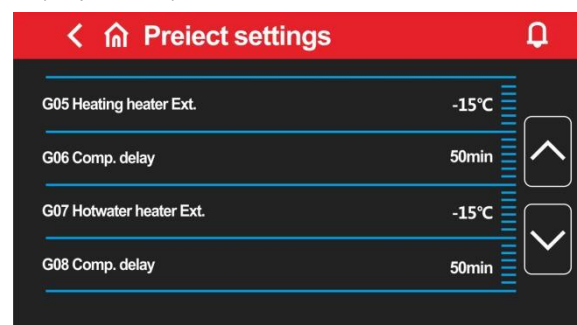 Preiect settings
G05 Heating heater Ext. -15℃
G06 Comp. delay 50min
G07 Hotwater heater Ext. -15℃
G08 Comp. delay 50min